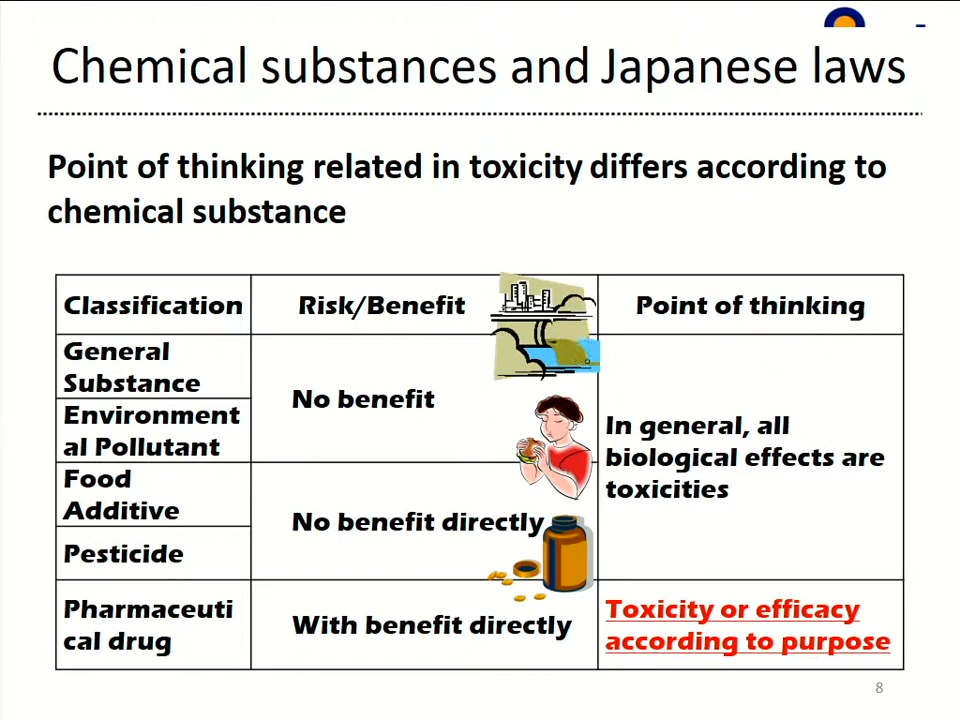 Chemical substances and Japanese laws
Point of thinking related in toxicity differs according to
chemical substance
Classification
Risk/Benefit
Point of thinking
General
Substance
No benefit
Environment
al Pollutant
In general, all
biological effects are
toxicities
Food
Additive
No benefit directly
Pesticide
Pharmaceuti
cal drug
With benefit directly
Toxicity or efficacy
according to purpose
8